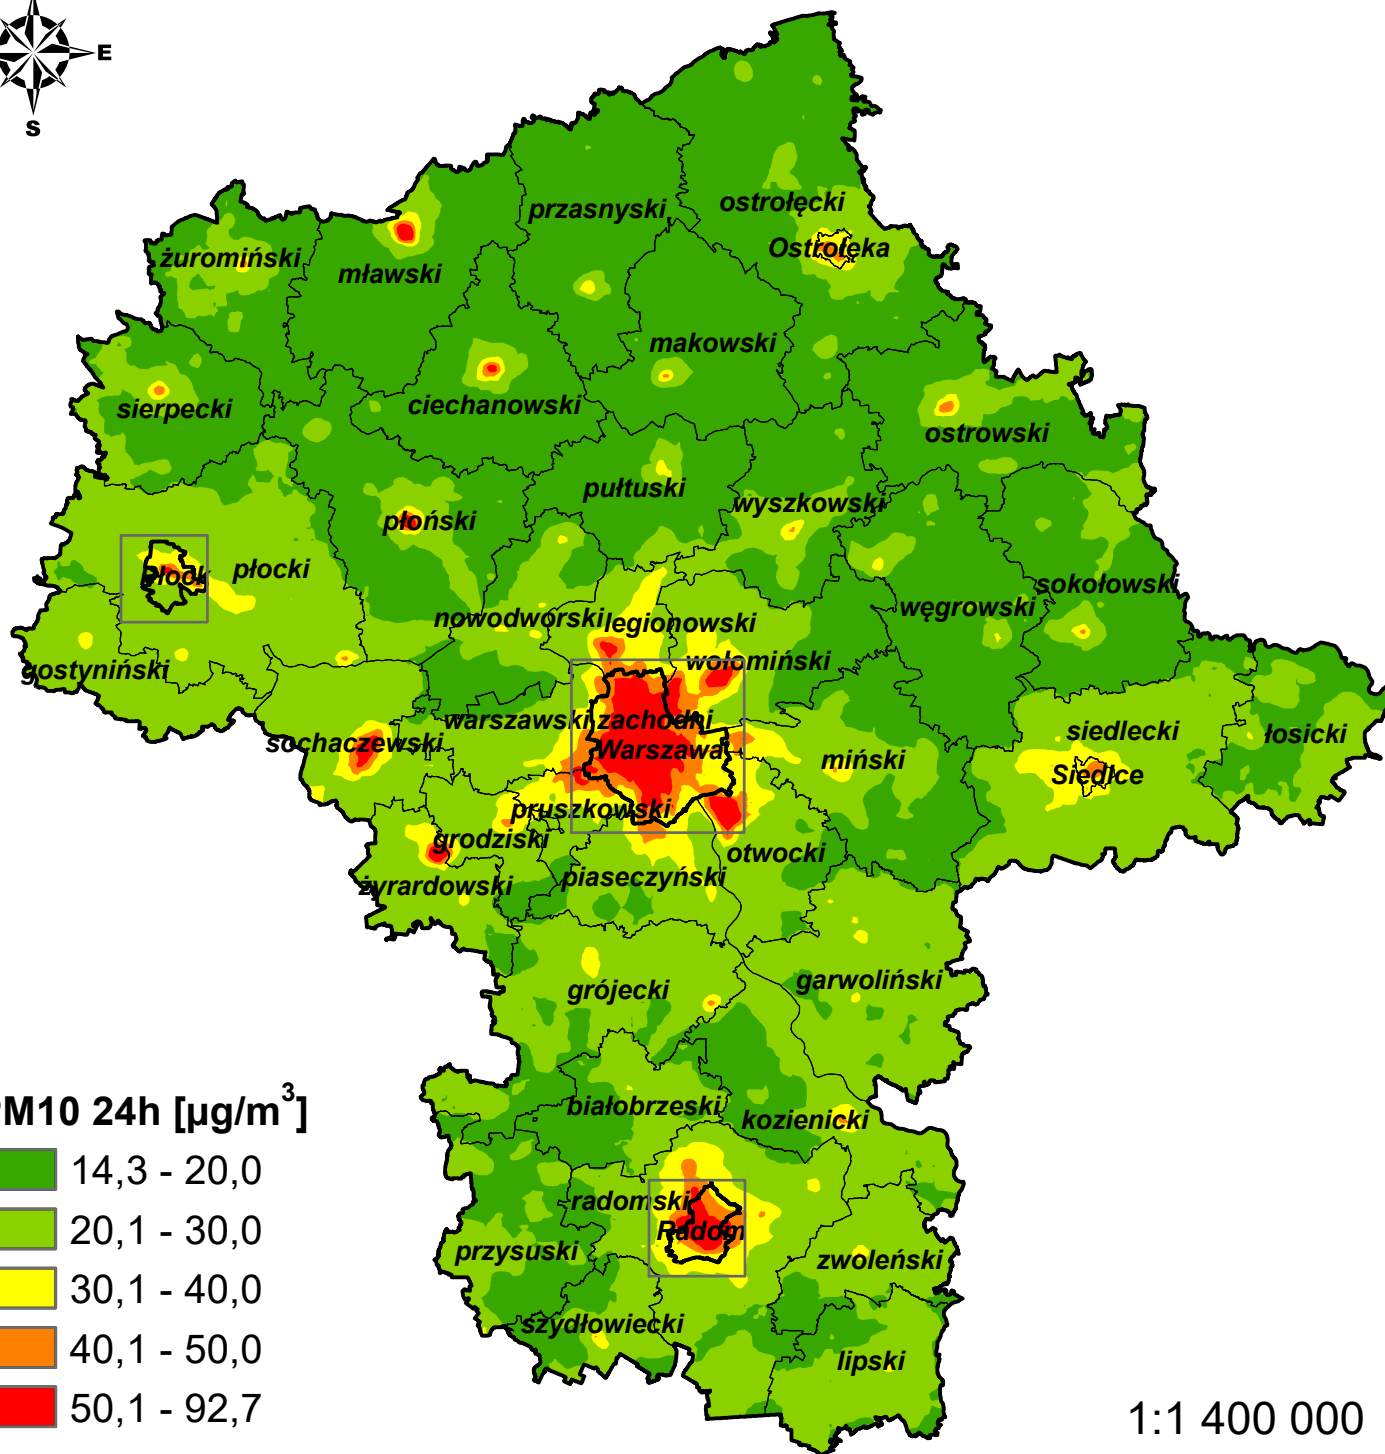 E
S
przasnyski
ostrołęcki
Ostrołęka
żuromiński
mławski
makowski
sierpecki
ciechanowski
ostrowski
pułtuski
wyszkowski
płoński
Płock
płocki
sokołowski
węgrowski
nowodworski
legionowski
gostyniński
wołomiński
warszawski zachodni
siedlecki
łosicki
sochaczewski
Warszawa
miński
Siedlce
pruszkowski
grodziski
otwocki
żyrardowski
piaseczyński
grójecki
garwoliński
białobrzeski
kozienicki
radomski
Radom
przysuski
zwoleński
szydłowiecki
lipski
PM10 24h [µg/m³]
14,3 - 20,0
20,1 - 30,0
30,1 - 40,0
40,1 - 50,0
50,1 - 92,7
1:1 400 000